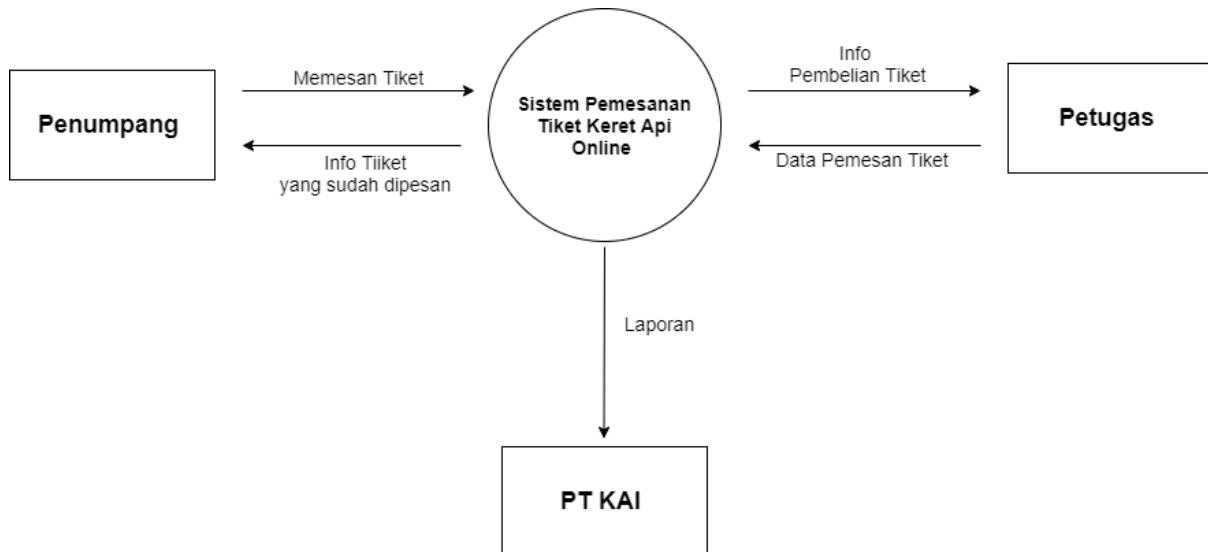 Penumpang
Memesan Tiket
Info Tiiket
yang sudah dipesan
Sistem Pemesanan
Tiket Keret Api
Online
Info
Pembelian Tiket
Data Pemesan Tiket
Petugas
Laporan
PT KAI